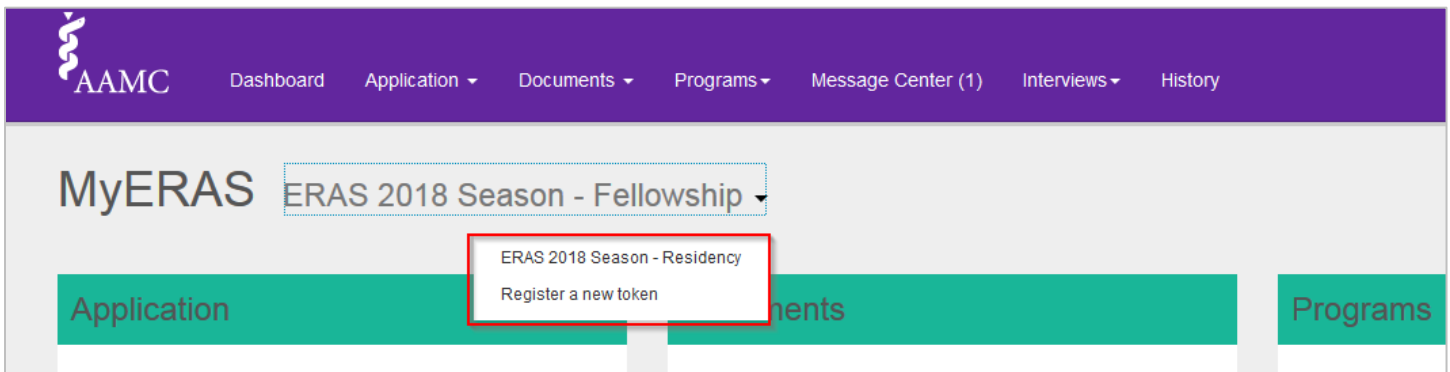 AAMC Dashboard Application Documents Programs Message Center (1) Interviews History
MyERAS ERAS 2018 Season - Fellowship
ERAS 2018 Season - Residency
Register a new token
Application
Programs